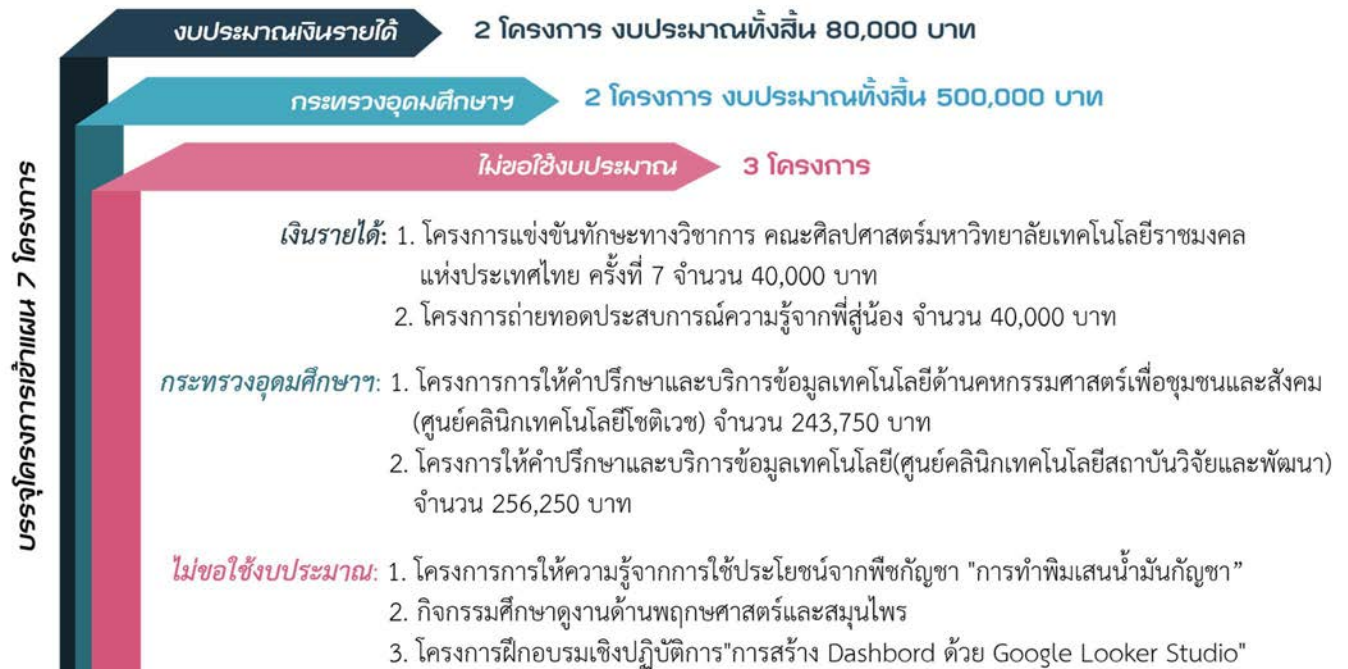 งบประมาณเงินรายได้ 2 โครงการ งบประมาณทั้งสิ้น 80,000 บาท
กระทรวงอุดมศึกษาฯ 2 โครงการ งบประมาณทั้งสิ้น 500,000 บาท
ไม่ขอใช้งบประมาณ 3 โครงการ
บรรจุโครงการเข้าแผน 7 โครงการ
เงินรายได้: 1. โครงการแข่งขันทักษะทางวิชาการ คณะศิลปศาสตร์มหาวิทยาลัยเทคโนโลยีราชมงคล
แห่งประเทศไทย ครั้งที่ 7 จำนวน 40,000 บาท
2. โครงการถ่ายทอดประสบการณ์ความรู้จากพี่สู่น้อง จำนวน 40,000 บาท
กระทรวงอุดมศึกษาฯ: 1. โครงการการให้คำปรึกษาและบริการข้อมูลเทคโนโลยีด้านคหกรรมศาสตร์เพื่อชุมชนและสังคม
(ศูนย์คลินิกเทคโนโลยีโชติเวช) จำนวน 243,750 บาท
2. โครงการให้คำปรึกษาและบริการข้อมูลเทคโนโลยี(ศูนย์คลินิกเทคโนโลยีสถาบันวิจัยและพัฒนา)
จำนวน 256,250 บาท
ไม่ขอใช้งบประมาณ: 1. โครงการการให้ความรู้จากการใช้ประโยชน์จากพืชกัญชา "การทำพิมเสนน้ำมันกัญชา”
2. กิจกรรมศึกษาดูงานด้านพฤกษศาสตร์และสมุนไพร
3. โครงการฝึกอบรมเชิงปฏิบัติการ"การสร้าง Dashbord ด้วย Google Looker Studio"